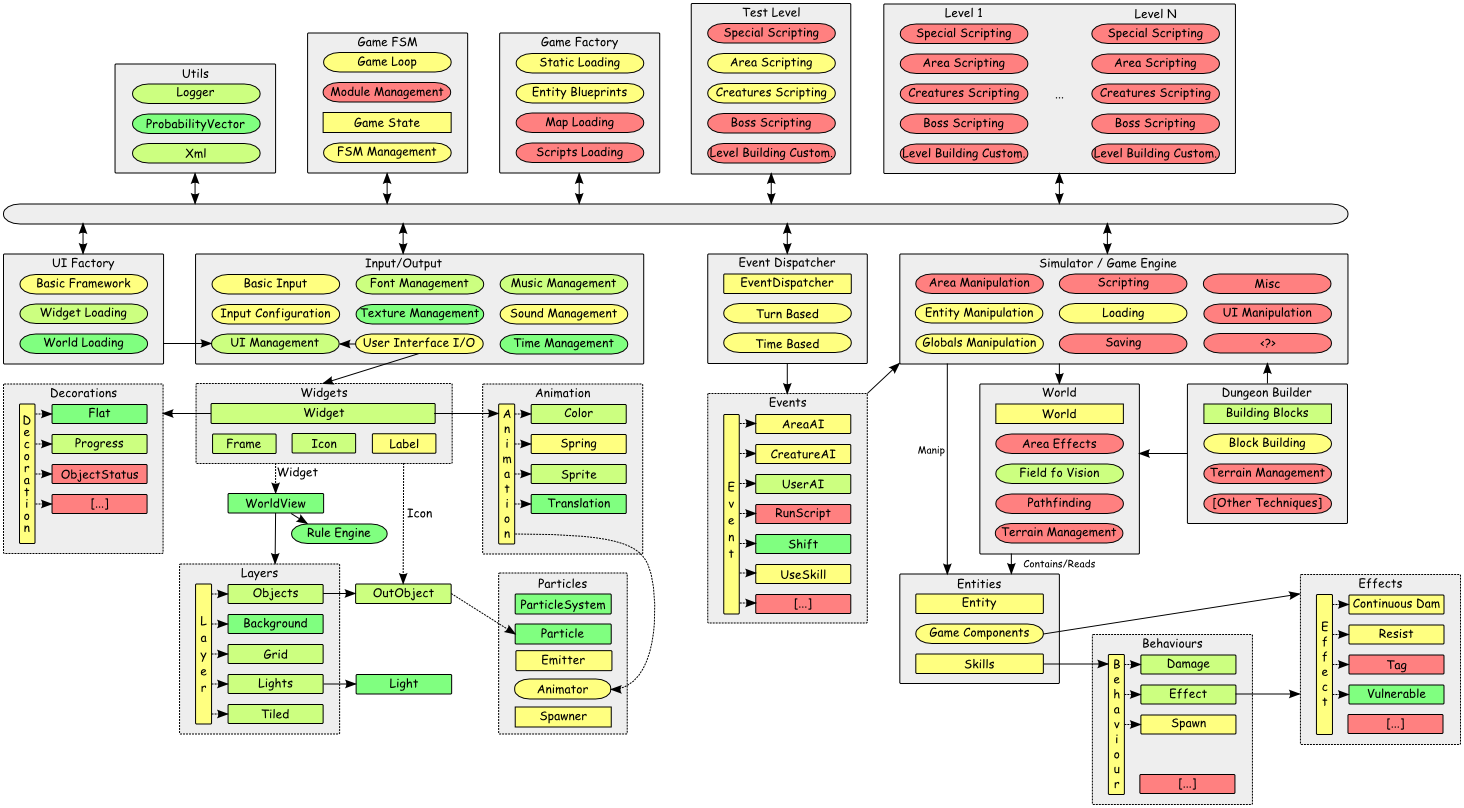 Utils
Logger
ProbabilityVector
Xml
Game FSM
Game Loop
Module Management
Game State
FSM Management
Game Factory
Static Loading
Entity Blueprints
Map Loading
Scripts Loading
Test Level
Special Scripting
Area Scripting
Creatures Scripting
Boss Scripting
Level Building Custom.
Level 1
Special Scripting
Area Scripting
Creatures Scripting
Boss Scripting
Level Building Custom.
...
Level N
Special Scripting
Area Scripting
Creatures Scripting
Boss Scripting
Level Building Custom.
UI Factory
Basic Framework
Widget Loading
World Loading
Input/Output
Basic Input
Input Configuration
UI Management
Font Management
Texture Management
User Interface I/O
Music Management
Sound Management
Time Management
Event Dispatcher
EventDispatcher
Turn Based
Time Based
Simulator / Game Engine
Area Manipulation
Entity Manipulation
Globals Manipulation
Scripting
Loading
Saving
Misc
UI Manipulation
<?>
Decorations
Decoration
Flat
Progress
ObjectStatus
[...]
Widgets
Widget
Frame
Icon
Label
Widget
Icon
WorldView
Rule Engine
Animation
Animation
Color
Spring
Sprite
Translation
Layers
Layer
Objects
Background
Grid
Lights
Tiled
OutObject
Light
Particles
ParticleSystem
Particle
Emitter
Animator
Spawner
Events
Event
AreaAI
CreatureAI
UserAI
RunScript
Shift
UseSkill
[...]
Manip
World
World
Area Effects
Field fo Vision
Pathfinding
Terrain Management
Contains/Reads
Dungeon Builder
Building Blocks
Block Building
Terrain Management
[Other Techniques]
Entities
Entity
Game Components
Skills
Behaviours
Behaviour
Damage
Effect
Spawn
[...]
Effects
Effect
Continuous Dam
Resist
Tag
Vulnerable
[...]